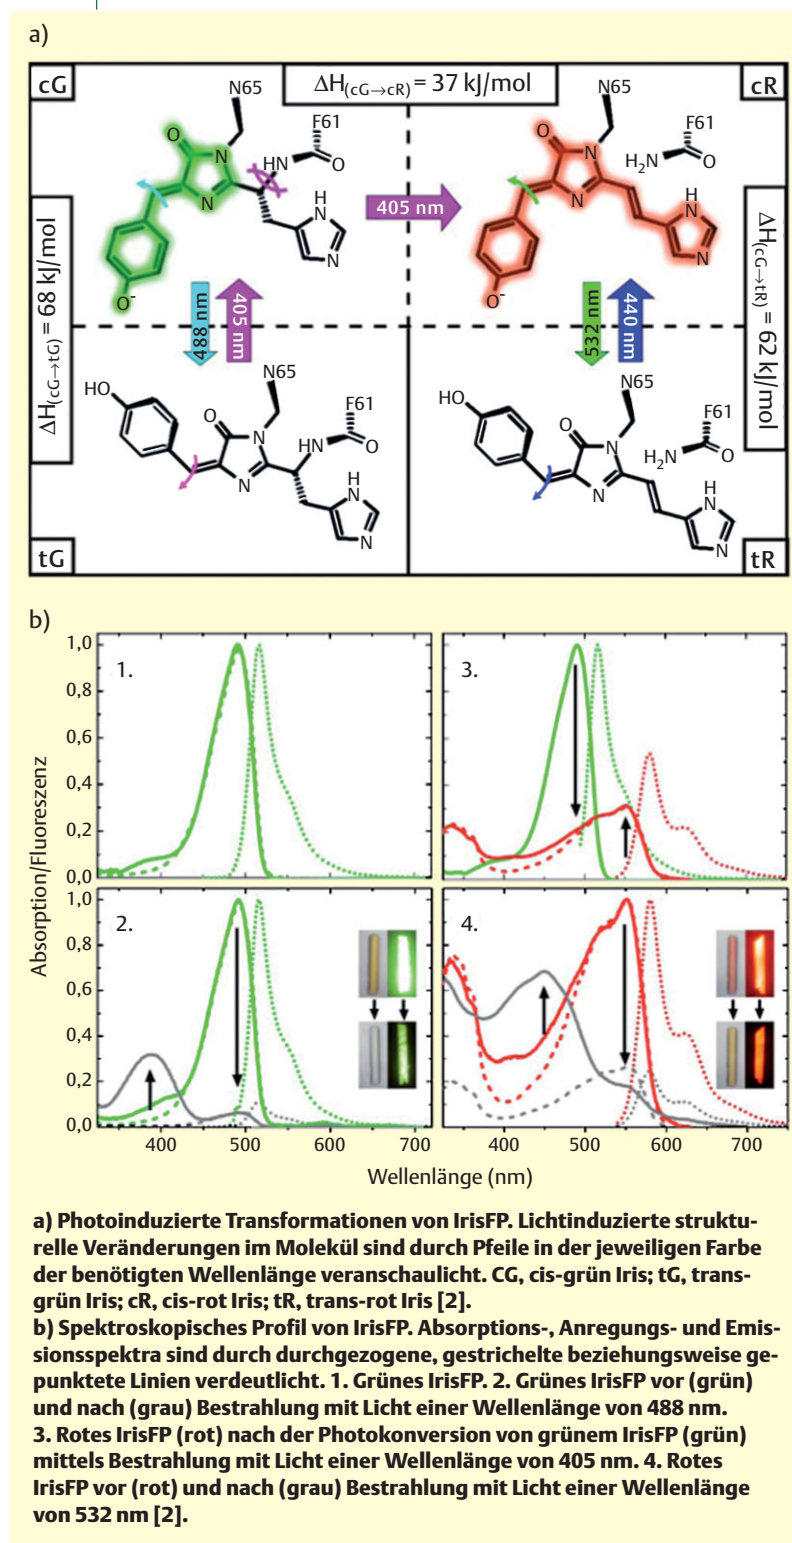 a)
cG
ΔH(cG→cR) = 37 kJ/mol
cR
N65
F61
O
N
HN
O
N
H
N
N
O-
405 nm
N65
F61
O
N
H2N
O
N
H
N
N
O-
ΔH(cG→tG) = 68 kJ/mol
488 nm
405 nm
532 nm
440 nm
ΔH(cG→tR) = 62 kJ/mol
N65
F61
HO
O
N
HN
O
N
H
N
N
tG
N65
F61
HO
O
N
H2N
O
N
H
N
N
tR
b)
Absorption/Fluoreszenz
1,0
0,8
0,6
0,4
0,2
0,0
1.
3.
1,0
0,8
0,6
0,4
0,2
0,0
2.
4.
400 500 600 700
400 500 600 700
Wellenlänge (nm)
a) Photoinduzierte Transformationen von IrisFP. Lichtinduzierte struktu-
relle Veränderungen im Molekül sind durch Pfeile in der jeweiligen Farbe
der benötigten Wellenlänge veranschaulicht. CG, cis-grün Iris; tG, trans-
grün Iris; cR, cis-rot Iris; tR, trans-rot Iris [2].
b) Spektroskopisches Profil von IrisFP. Absorptions-, Anregungs- und Emis-
sionsspektra sind durch durchgezogene, gestrichelte beziehungsweise ge-
punktete Linien verdeutlicht. 1. Grünes IrisFP. 2. Grünes IrisFP vor (grün)
und nach (grau) Bestrahlung mit Licht einer Wellenlänge von 488 nm.
3. Rotes IrisFP (rot) nach der Photokonversion von grünem IrisFP (grün)
mittels Bestrahlung mit Licht einer Wellenlänge von 405 nm. 4. Rotes
IrisFP vor (rot) und nach (grau) Bestrahlung mit Licht einer Wellenlänge
von 532 nm [2].